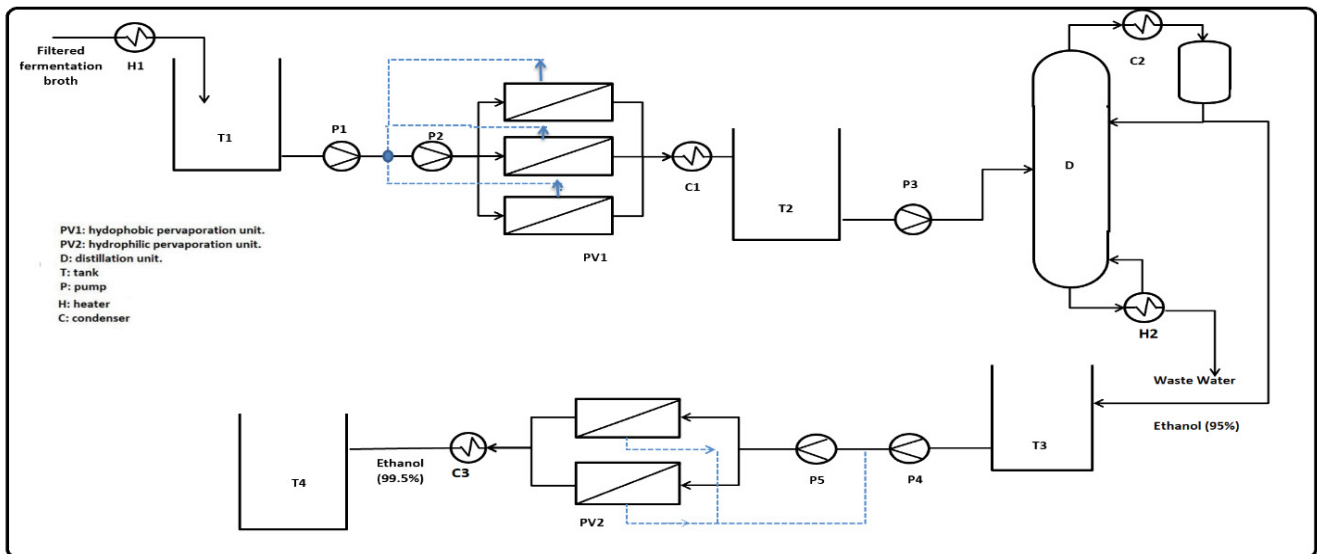 Filtered
fermentation
broth
H1
T1
P1
P2
PV1
C1
T2
P3
D
C2
H2
Waste Water
Ethanol (95%)
T3
P4
P5
PV2
C3
Ethanol
(99.5%)
T4
PV1: hydophobic pervaporation unit.
PV2: hydrophilic pervaporation unit.
D: distillation unit.
T: tank
P: pump
H: heater
C: condenser